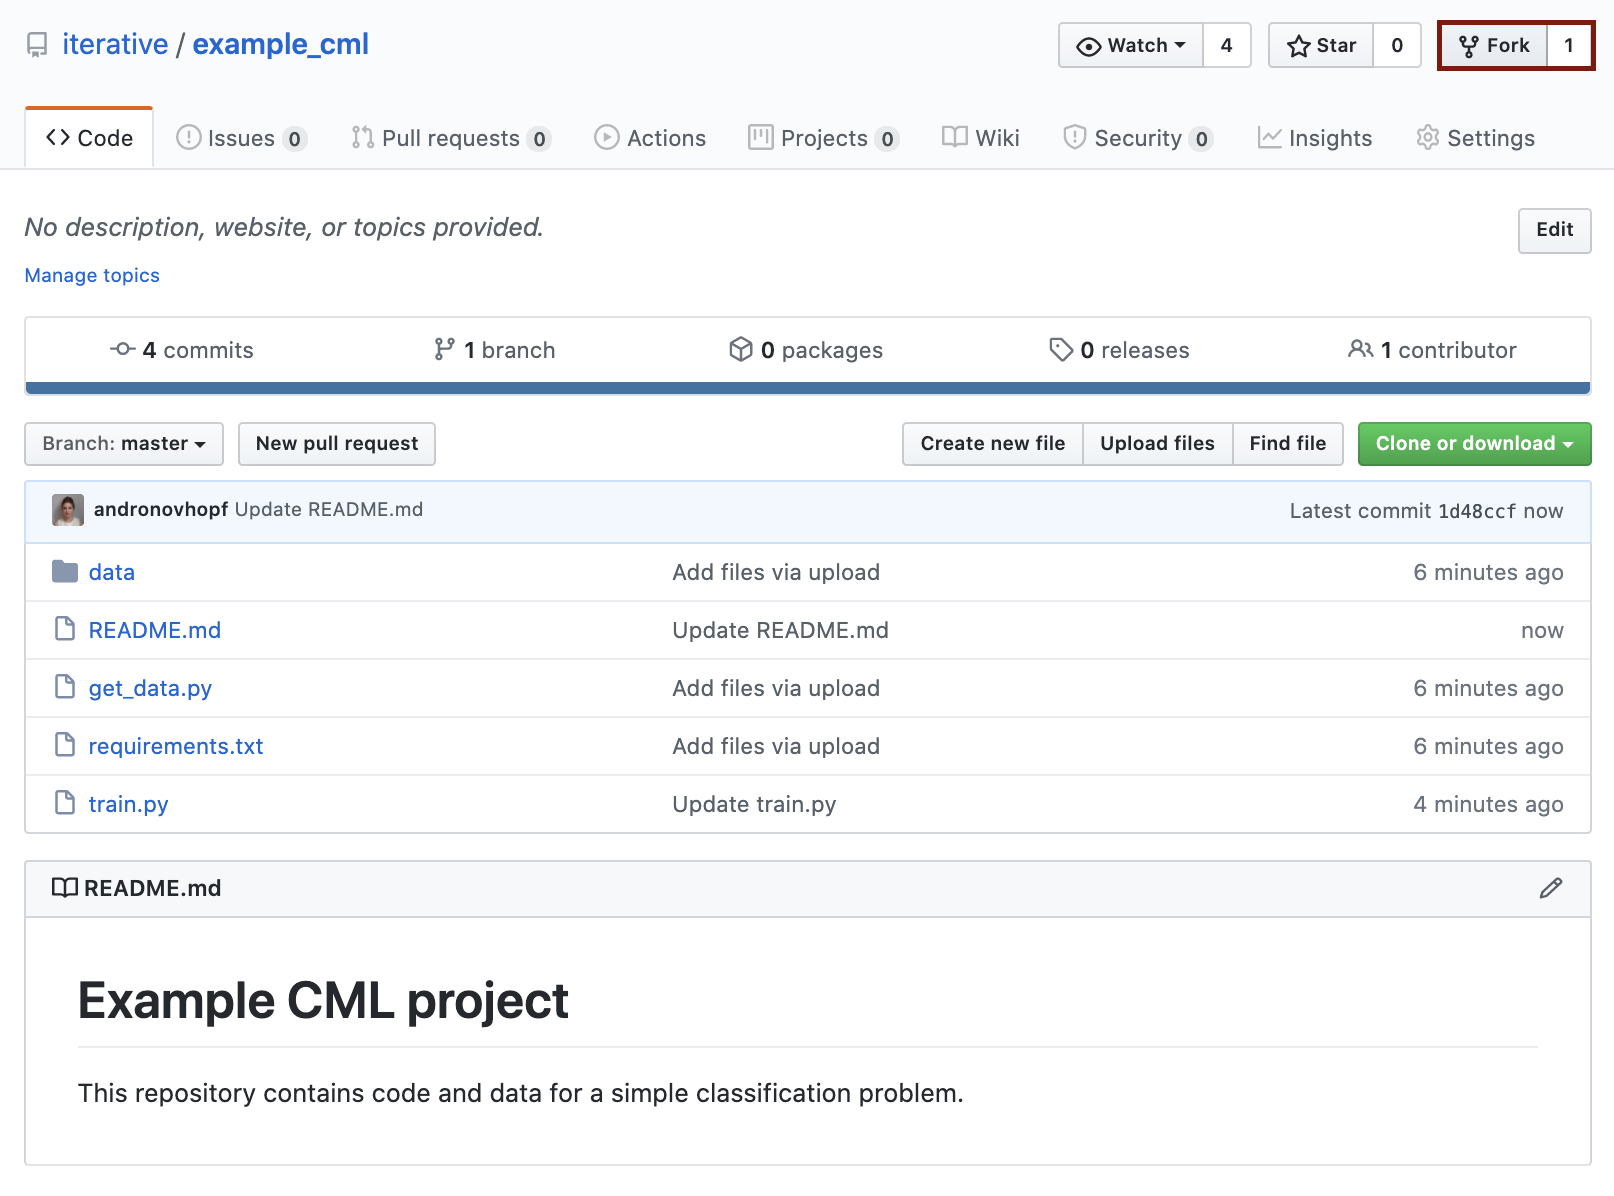 iterative / example_cml Watch 4 Star 0 Fork 1
Code Issues 0 Pull requests 0 Actions Projects 0 Wiki Security 0 Insights Settings
No description, website, or topics provided. Edit
Manage topics
4 commits 1 branch 0 packages 0 releases 1 contributor
Branch: master New pull request Create new file Upload files Find file Clone or download
andronovhopf Update README.md Latest commit 1d48ccf now
data Add files via upload 6 minutes ago
README.md Update README.md now
get_data.py Add files via upload 6 minutes ago
requirements.txt Add files via upload 6 minutes ago
train.py Update train.py 4 minutes ago
README.md
Example CML project
This repository contains code and data for a simple classification problem.